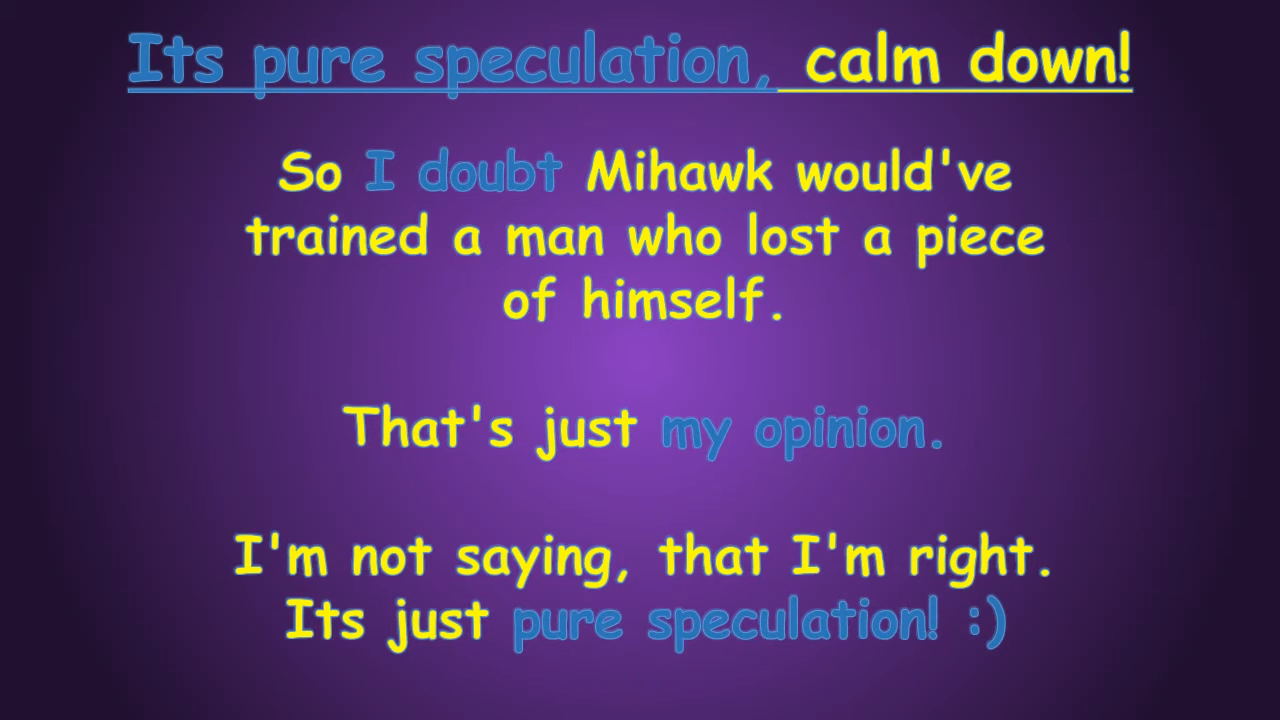 Its pure speculation, calm down!
So I doubt Mihawk would've
trained a man who lost a piece
of himself.
That's just my opinion.
I'm not saying, that I'm right.
Its just pure speculation! :)